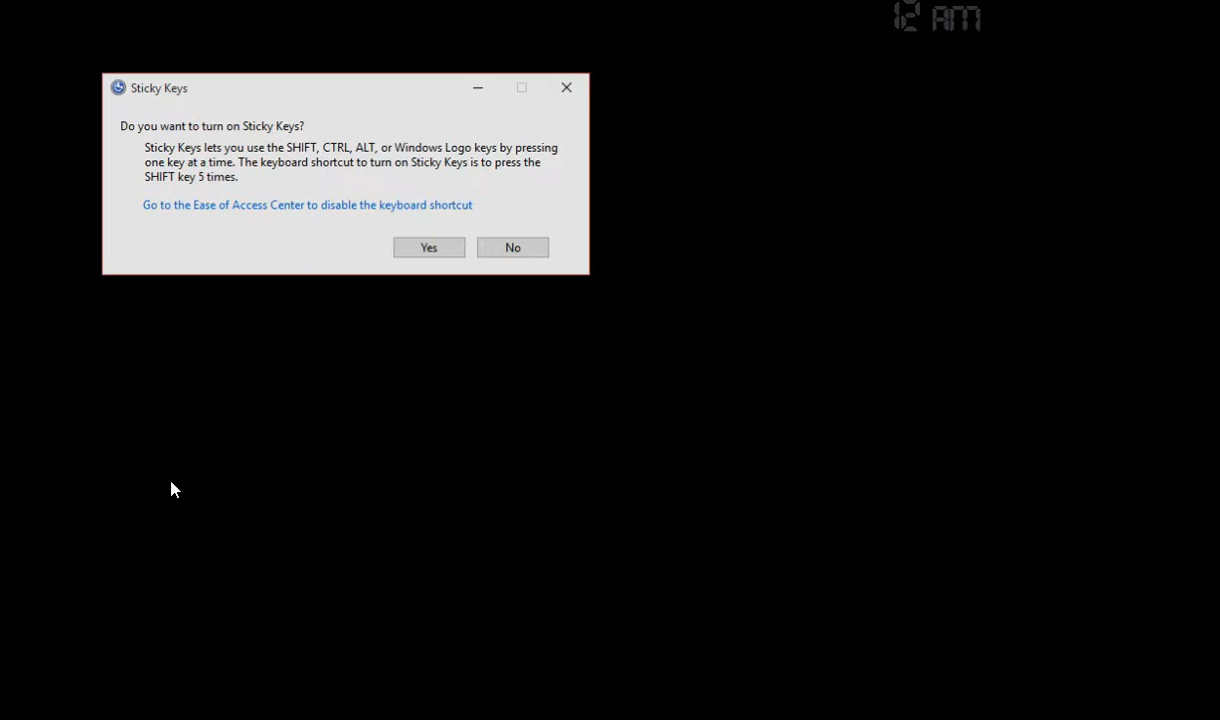 12 AM
Sticky Keys
Do you want to turn on Sticky Keys?
Sticky Keys lets you use the SHIFT, CTRL, ALT, or Windows Logo keys by pressing
one key at a time. The keyboard shortcut to turn on Sticky Keys is to press the
SHIFT key 5 times.
Go to the Ease of Access Center to disable the keyboard shortcut
Yes
No